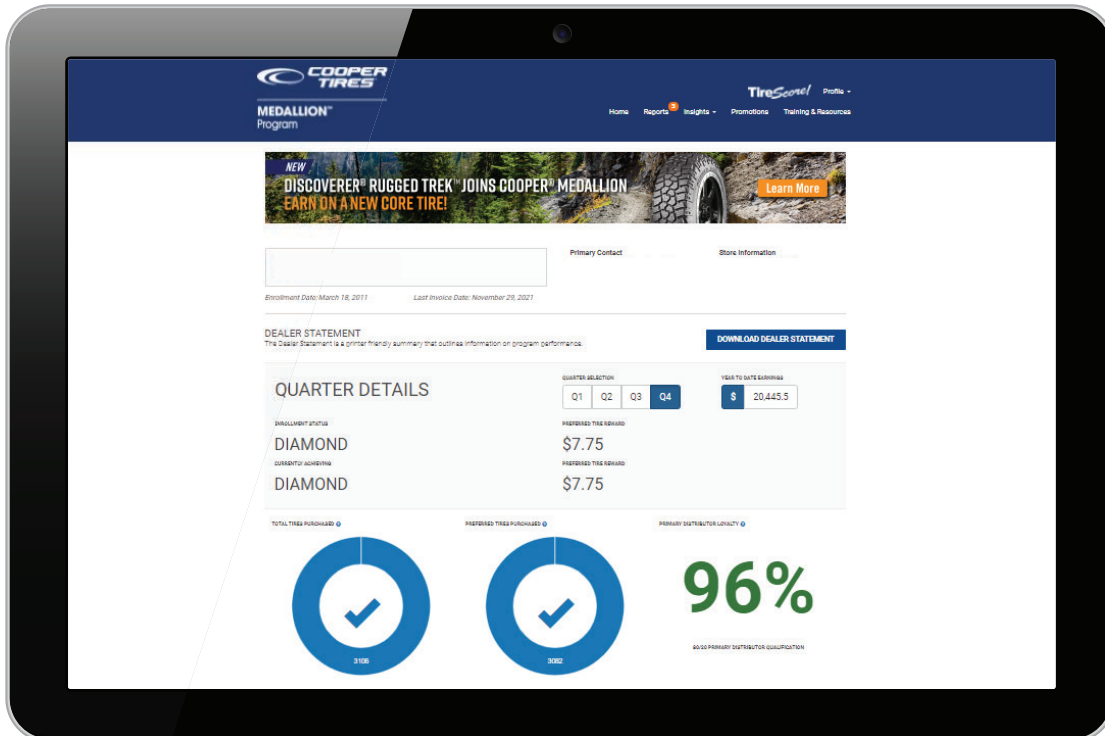 COOPER
TIRES
MEDALLION™
Program
TireScore!
Profile
Home
Reports
5
Insights
Promotions
Training & Resources
NEW
DISCOVERER® RUGGED TREK™ JOINS COOPER® MEDALLION
EARN ON A NEW CORE TIRE!
Learn More
Primary Contact
Store Information
Enrollment Date: March 18, 2011
Last Invoice Date: November 29, 2021
DEALER STATEMENT
The Dealer Statement is a printer friendly summary that outlines information on program performance.
DOWNLOAD DEALER STATEMENT
QUARTER DETAILS
QUARTER SELECTION
Q1 Q2 Q3 Q4
YEAR TO DATE EARNINGS
$ 20,445.5
ENROLLMENT STATUS
DIAMOND
PREFERRED TIRE REWARD
$7.75
CURRENTLY ACHIEVING
DIAMOND
PREFERRED TIRE REWARD
$7.75
TOTAL TIRES PURCHASED
3106
PREFERRED TIRES PURCHASED
3082
PRIMARY DISTRIBUTOR LOYALTY
96%
80/20 PRIMARY DISTRIBUTOR QUALIFICATION